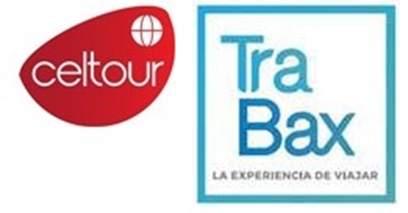 celtour
Tra
Bax
LA EXPERIENCIA DE VIAJAR